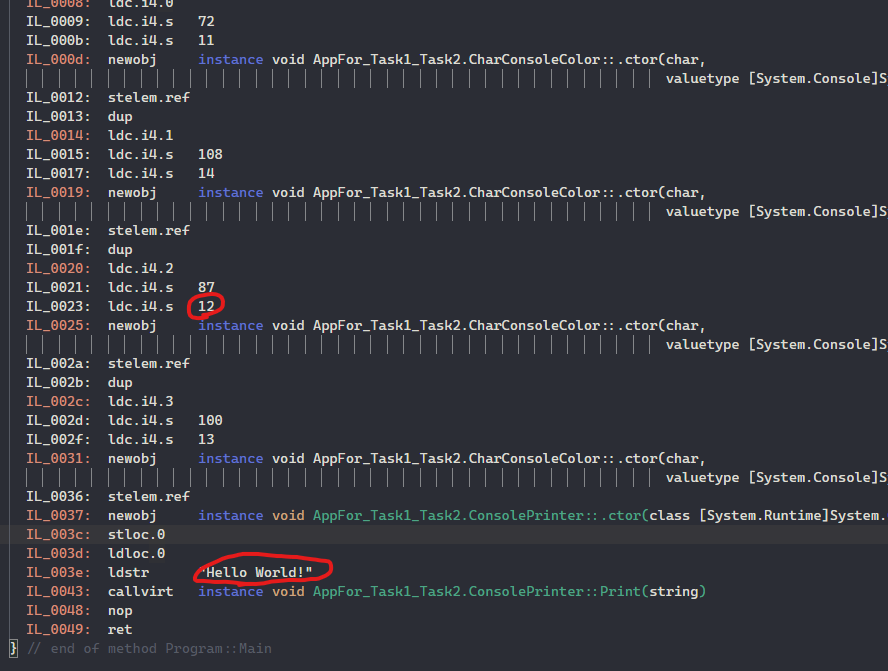 IL_0008:  ldc.i4.0
IL_0009:  ldc.i4.s   72
IL_000b:  ldc.i4.s   11
IL_000d:  newobj     instance void AppFor_Task1_Task2.CharConsoleColor::.ctor(char,
valuetype [System.Console]S
IL_0012:  stelem.ref
IL_0013:  dup
IL_0014:  ldc.i4.1
IL_0015:  ldc.i4.s   108
IL_0017:  ldc.i4.s   14
IL_0019:  newobj     instance void AppFor_Task1_Task2.CharConsoleColor::.ctor(char,
valuetype [System.Console]S
IL_001e:  stelem.ref
IL_001f:  dup
IL_0020:  ldc.i4.2
IL_0021:  ldc.i4.s   87
IL_0023:  ldc.i4.s   12
IL_0025:  newobj     instance void AppFor_Task1_Task2.CharConsoleColor::.ctor(char,
valuetype [System.Console]S
IL_002a:  stelem.ref
IL_002b:  dup
IL_002c:  ldc.i4.3
IL_002d:  ldc.i4.s   100
IL_002f:  ldc.i4.s   13
IL_0031:  newobj     instance void AppFor_Task1_Task2.CharConsoleColor::.ctor(char,
valuetype [System.Console]S
IL_0036:  stelem.ref
IL_0037:  newobj     instance void AppFor_Task1_Task2.ConsolePrinter::.ctor(class [System.Runtime]System.
IL_003c:  stloc.0
IL_003d:  ldloc.0
IL_003e:  ldstr      "Hello World!"
IL_0043:  callvirt   instance void AppFor_Task1_Task2.ConsolePrinter::Print(string)
IL_0048:  nop
IL_0049:  ret
} // end of method Program::Main